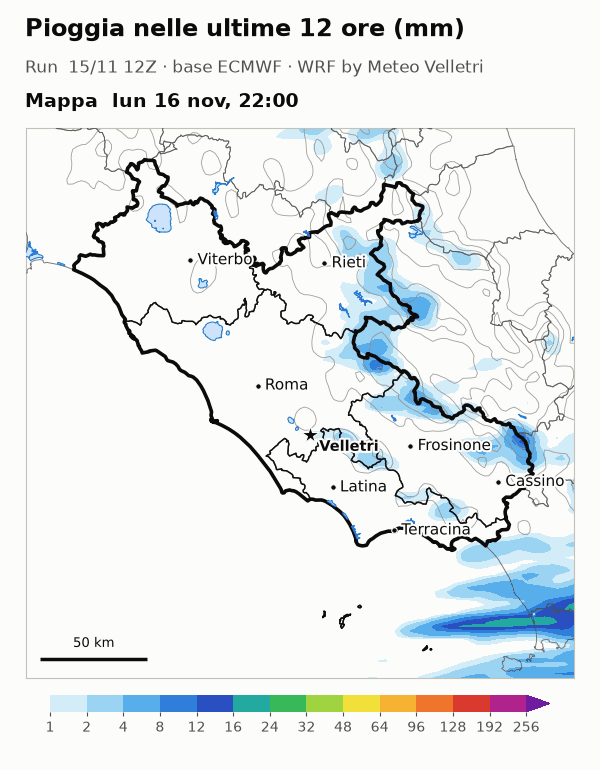 Pioggia nelle ultime 12 ore (mm)
Run  15/11 12Z · base ECMWF · WRF by Meteo Velletri
Mappa  lun 16 nov, 22:00
Viterbo
Rieti
Roma
Velletri
Frosinone
Latina
Cassino
Terracina
50 km
1 2 4 8 12 16 24 32 48 64 96 128 192 256